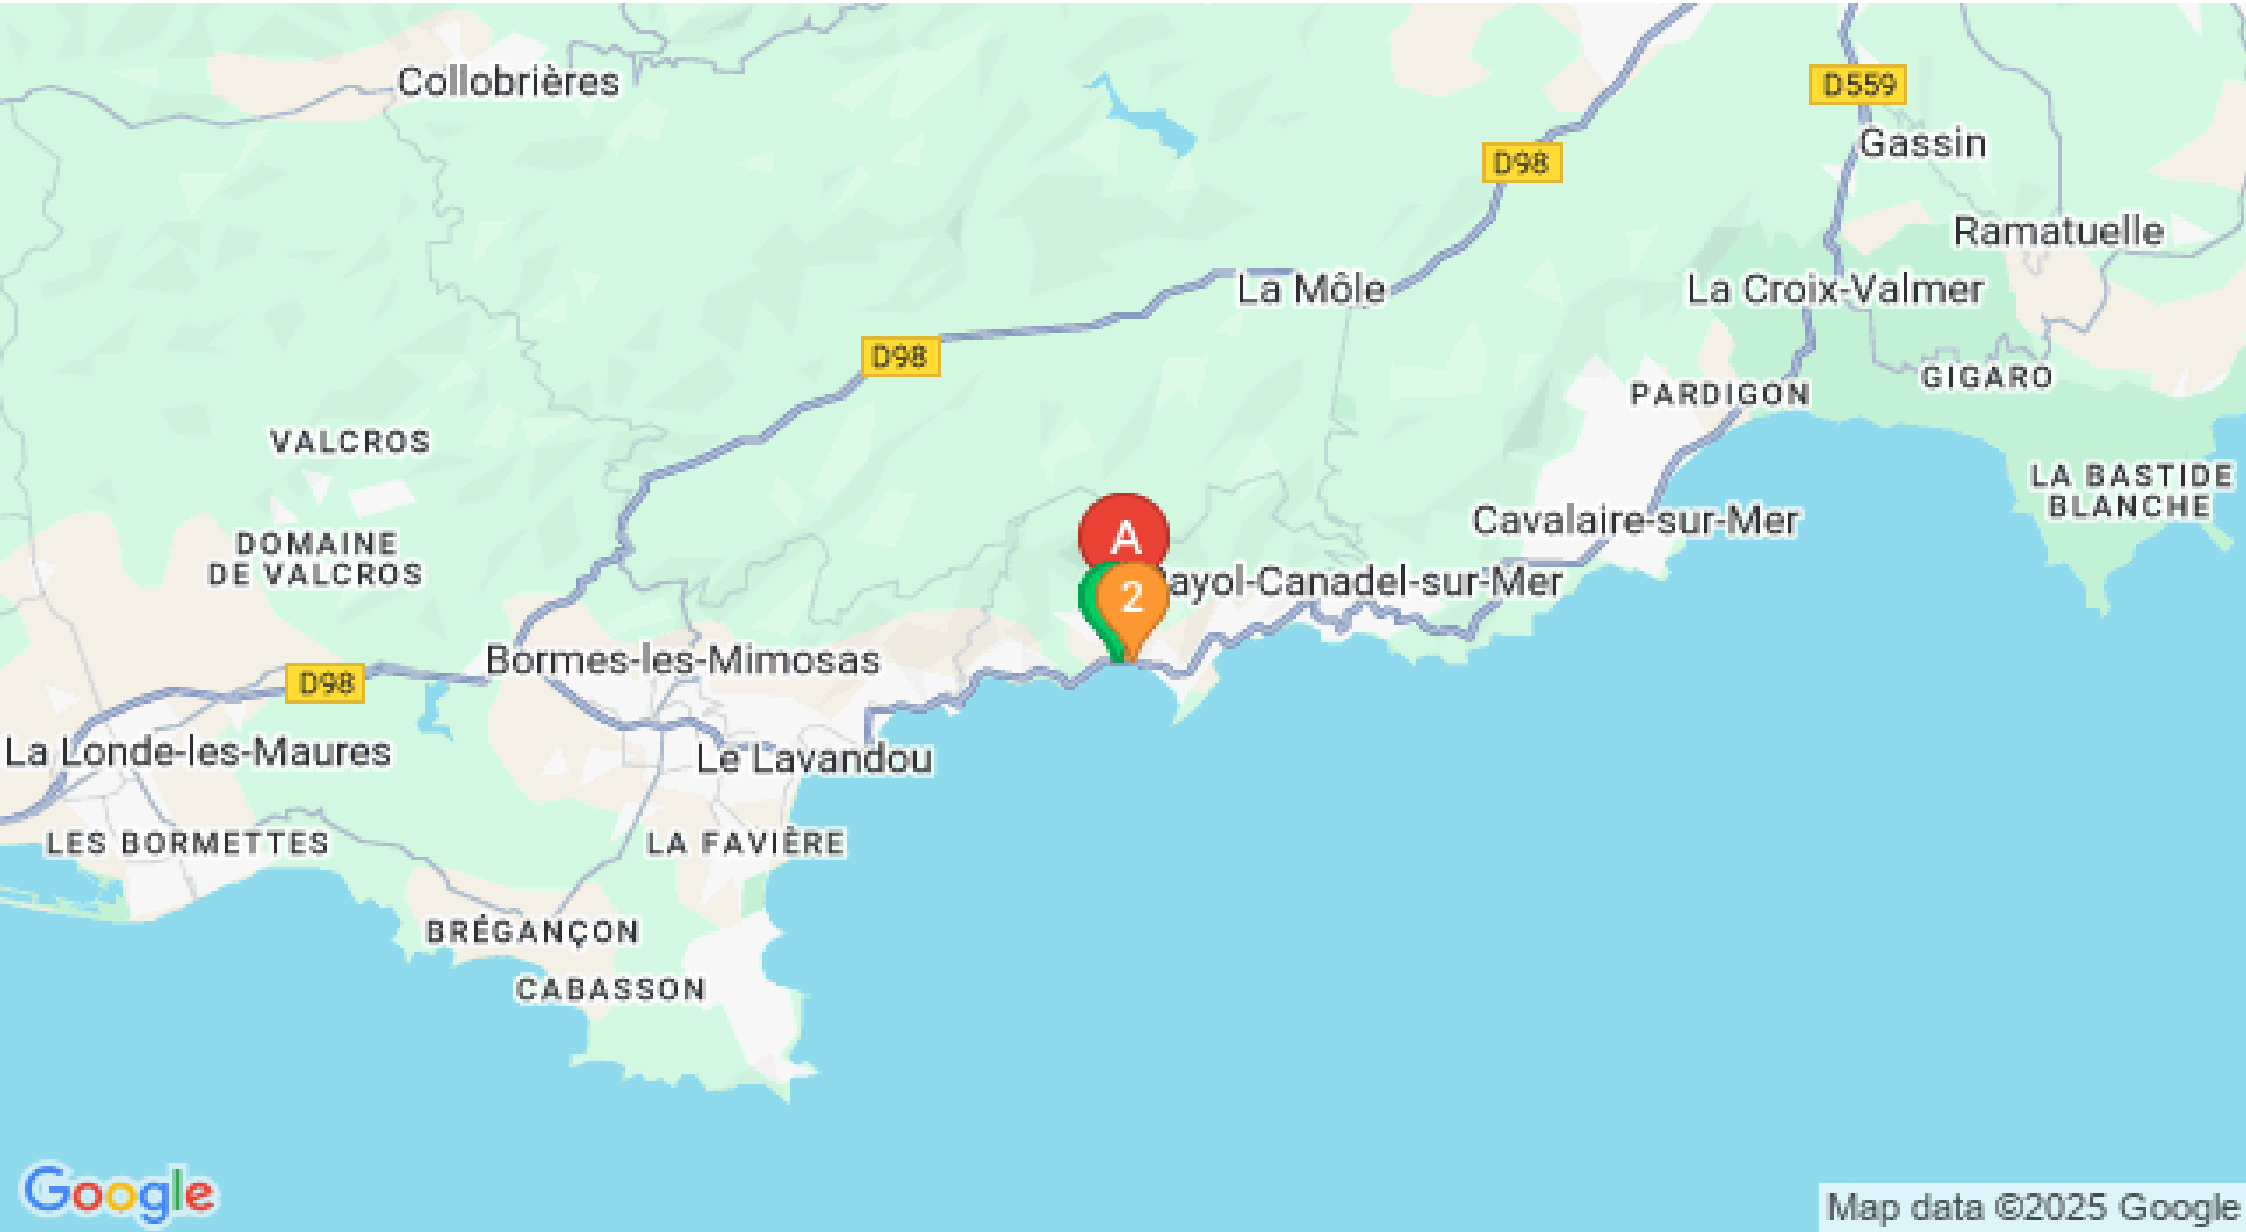 Collobrières
D559
Gassin
D98
Ramatuelle
La Môle
La Croix-Valmer
D98
GIGARO
PARDIGON
VALCROS
LA BASTIDE
BLANCHE
Cavalaire-sur-Mer
A
DOMAINE
DE VALCROS
ayol-Canadel-sur-Mer
2
Bormes-les-Mimosas
D98
La Londe-les-Maures
Le Lavandou
LES BORMETTES
LA FAVIÈRE
BRÉGANÇON
CABASSON
Google
Map data ©2025 Google